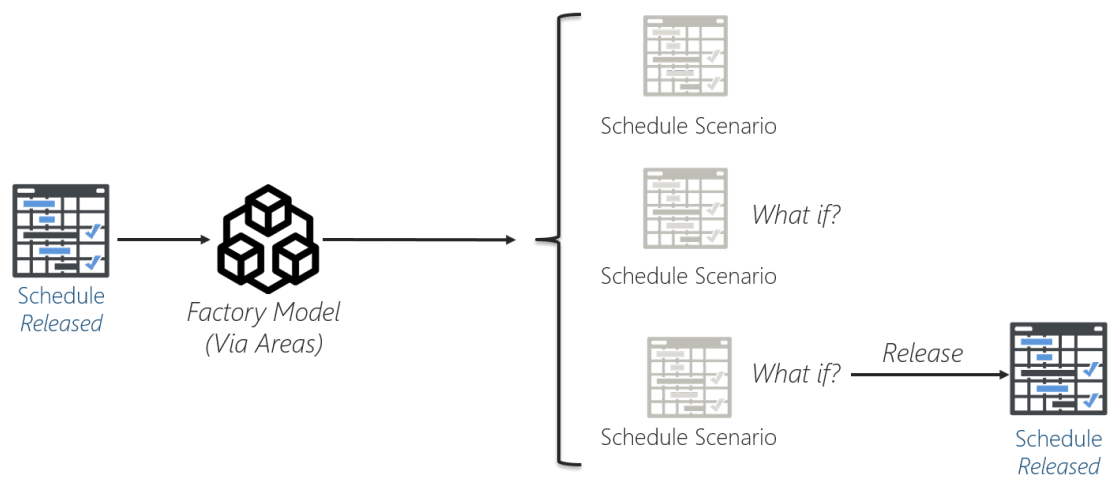 Schedule
Released
Factory Model
(Via Areas)
Schedule Scenario
What if?
Schedule Scenario
What if?
Schedule Scenario
Release
Schedule
Released